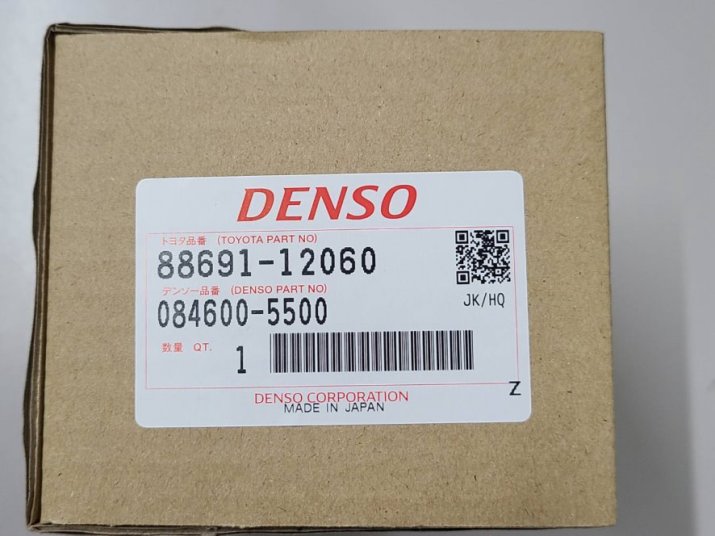 DENSO
トヨタ品番 (TOYOTA PART NO)
88691-12060
デンソー品番 (DENSO PART NO)
084600-5500
JK/HQ
数量 QT. 1
Z
DENSO CORPORATION
MADE IN JAPAN